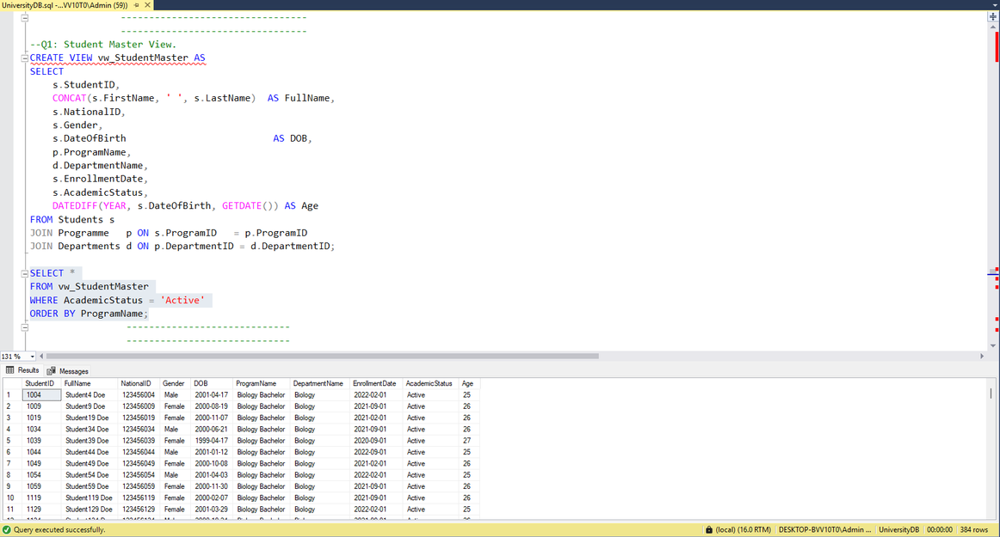 UniversityDB.sql -...VV10T0\Admin (59))
---------------------------------
---------------------------------
--Q1: Student Master View.
CREATE VIEW vw_StudentMaster AS
SELECT
s.StudentID,
CONCAT(s.FirstName, ' ', s.LastName) AS FullName,
s.NationalID,
s.Gender,
s.DateOfBirth AS DOB,
p.ProgramName,
d.DepartmentName,
s.EnrollmentDate,
s.AcademicStatus,
DATEDIFF(YEAR, s.DateOfBirth, GETDATE()) AS Age
FROM Students s
JOIN Programme p ON s.ProgramID = p.ProgramID
JOIN Departments d ON p.DepartmentID = d.DepartmentID;
SELECT *
FROM vw_StudentMaster
WHERE AcademicStatus = 'Active'
ORDER BY ProgramName;
-----------------------------
-----------------------------
131 %
Results Messages
StudentID FullName NationalID Gender DOB ProgramName DepartmentName EnrollmentDate AcademicStatus Age
1 1004 Student4 Doe 123456004 Male 2001-04-17 Biology Bachelor Biology 2022-02-01 Active 25
2 1009 Student9 Doe 123456009 Female 2000-08-19 Biology Bachelor Biology 2021-09-01 Active 26
3 1019 Student19 Doe 123456019 Female 2000-11-07 Biology Bachelor Biology 2021-02-01 Active 26
4 1034 Student34 Doe 123456034 Male 2000-06-21 Biology Bachelor Biology 2021-09-01 Active 26
5 1039 Student39 Doe 123456039 Female 1999-04-17 Biology Bachelor Biology 2020-09-01 Active 27
6 1044 Student44 Doe 123456044 Male 2001-01-12 Biology Bachelor Biology 2022-09-01 Active 25
7 1049 Student49 Doe 123456049 Female 2000-10-08 Biology Bachelor Biology 2021-02-01 Active 26
8 1054 Student54 Doe 123456054 Male 2001-04-03 Biology Bachelor Biology 2022-02-01 Active 25
9 1059 Student59 Doe 123456059 Female 2000-11-30 Biology Bachelor Biology 2021-09-01 Active 26
10 1119 Student119 Doe 123456119 Female 2000-02-07 Biology Bachelor Biology 2021-09-01 Active 26
11 1129 Student129 Doe 123456129 Female 2001-03-29 Biology Bachelor Biology 2022-02-01 Active 25
Query executed successfully. (local) (16.0 RTM) DESKTOP-BVV10T0\Admin ... UniversityDB 00:00:00 384 rows